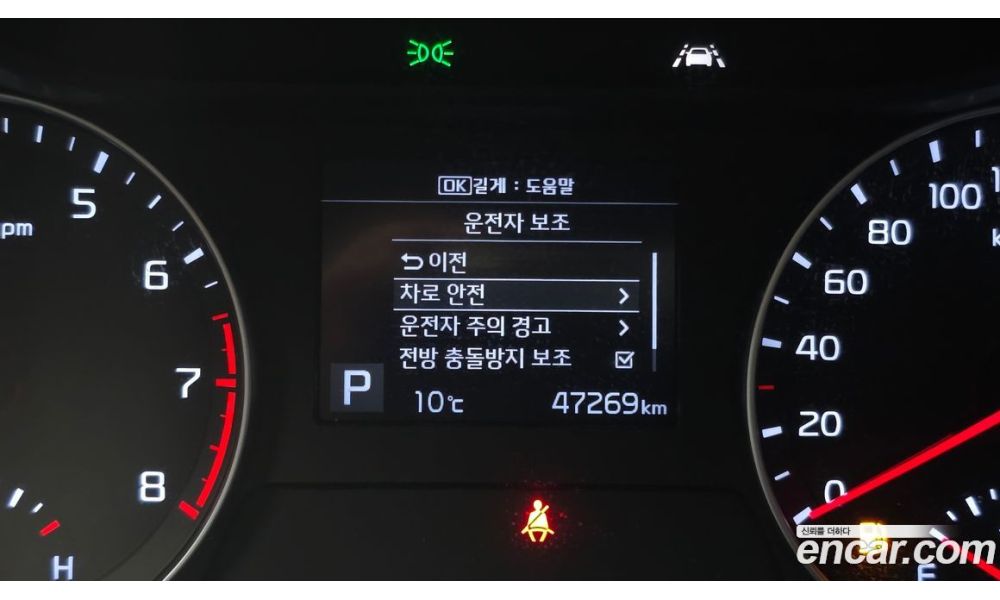 OK길게 : 도움말
운전자 보조
이전
차로 안전
운전자 주의 경고
전방 충돌방지 보조
P
10℃ 47269km
5
pm
6
7
8
H
100
80
60
40
20
0
신뢰를 더하다
encar.com